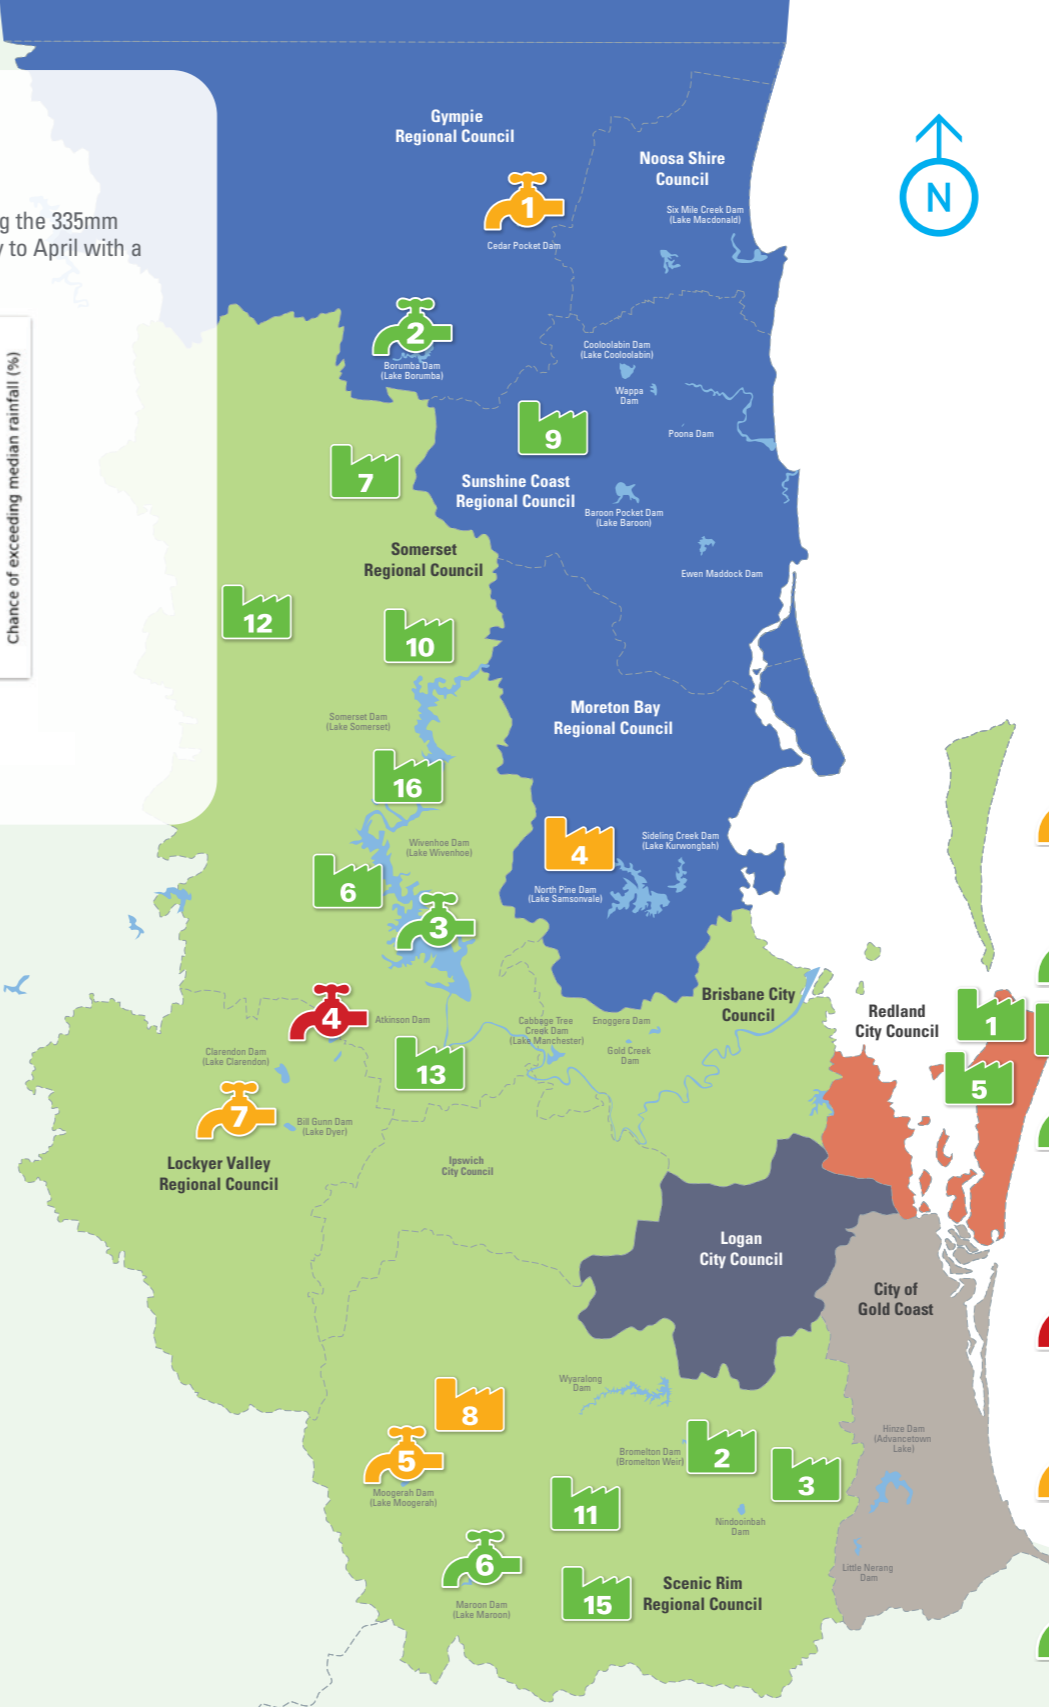 Gympie
Regional Council
Noosa Shire
Council
N
1
Six Mile Creek Dam
(Lake Macdonald)
g the 335mm
to April with a
Cedar Pocket Dam
2
Borumba Dam
(Lake Borumba)
Cooloolabin Dam
(Lake Cooloolabin)
Wappa
Dam
Poona Dam
9
7
Sunshine Coast
Regional Council
Baroon Pocket Dam
(Lake Baroon)
Chance of exceeding median rainfall (%)
Somerset
Regional Council
Ewen Maddock Dam
12
10
Somerset Dam
(Lake Somerset)
Moreton Bay
Regional Council
16
Wivenhoe Dam
(Lake Wivenhoe)
4
Sideling Creek Dam
(Lake Kurwongbah)
6
North Pine Dam
(Lake Samsonvale)
3
Brisbane City
Council
Redland
City Council
1
4
Atkinson Dam
Cabbage Tree
Creek Dam
(Lake Manchester)
Enoggera Dam
Gold Creek
Dam
Clarendon Dam
(Lake Clarendon)
13
5
7
Bill Gunn Dam
(Lake Dyer)
Lockyer Valley
Regional Council
Ipswich
City Council
Logan
City Council
City of
Gold Coast
8
Wyaralong
Dam
5
Moogerah Dam
(Lake Moogerah)
Bromelton Dam
(Bromelton Weir)
2
3
Hinze Dam
(Advancetown
Lake)
11
Nindooinbah
Dam
6
Maroon Dam
(Lake Maroon)
15
Scenic Rim
Regional Council
Little Nerang
Dam